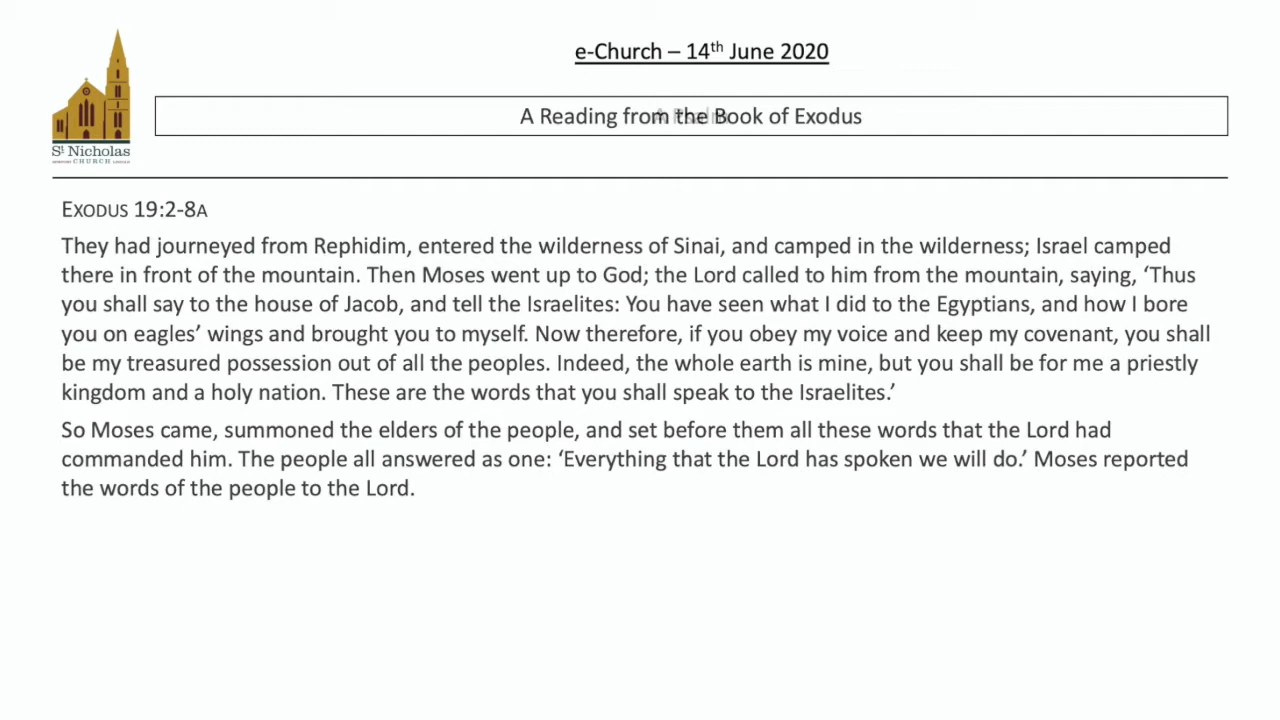 e-Church – 14th June 2020
A Reading from the Book of Exodus
St Nicholas
CHURCH
EXODUS 19:2-8A
They had journeyed from Rephidim, entered the wilderness of Sinai, and camped in the wilderness; Israel camped
there in front of the mountain. Then Moses went up to God; the Lord called to him from the mountain, saying, ‘Thus
you shall say to the house of Jacob, and tell the Israelites: You have seen what I did to the Egyptians, and how I bore
you on eagles’ wings and brought you to myself. Now therefore, if you obey my voice and keep my covenant, you shall
be my treasured possession out of all the peoples. Indeed, the whole earth is mine, but you shall be for me a priestly
kingdom and a holy nation. These are the words that you shall speak to the Israelites.’
So Moses came, summoned the elders of the people, and set before them all these words that the Lord had
commanded him. The people all answered as one: ‘Everything that the Lord has spoken we will do.’ Moses reported
the words of the people to the Lord.